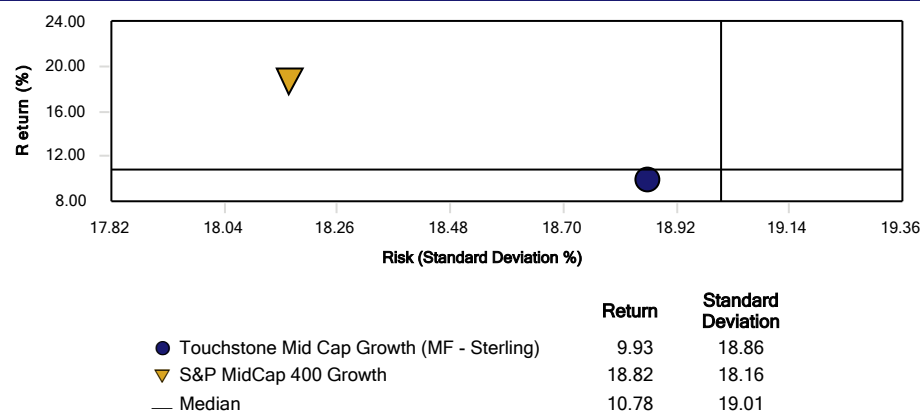 24.00
20.00
16.00
12.00
8.00
Return (%)
17.82 18.04 18.26 18.48 18.70 18.92 19.14 19.36
Risk (Standard Deviation %)
Return Standard Deviation
Touchstone Mid Cap Growth (MF - Sterling) 9.93 18.86
S&P MidCap 400 Growth 18.82 18.16
Median 10.78 19.01